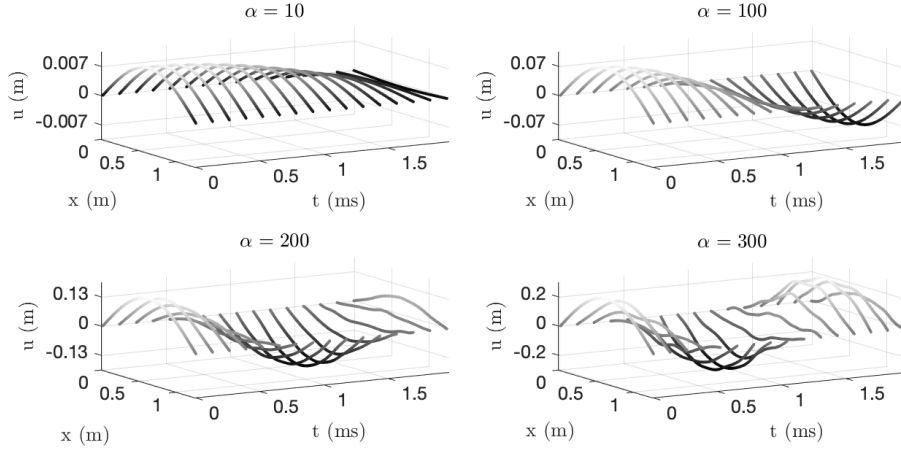 α = 10
0.007
0
-0.007
u (m)
0
0.5
1
x (m)
0
0.5
1
1.5
t (ms)
α = 100
0.07
0
-0.07
u (m)
0
0.5
1
x (m)
0
0.5
1
1.5
t (ms)
α = 200
0.13
0
-0.13
u (m)
0
0.5
1
x (m)
0
0.5
1
1.5
t (ms)
α = 300
0.2
0
-0.2
u (m)
0
0.5
1
x (m)
0
0.5
1
1.5
t (ms)